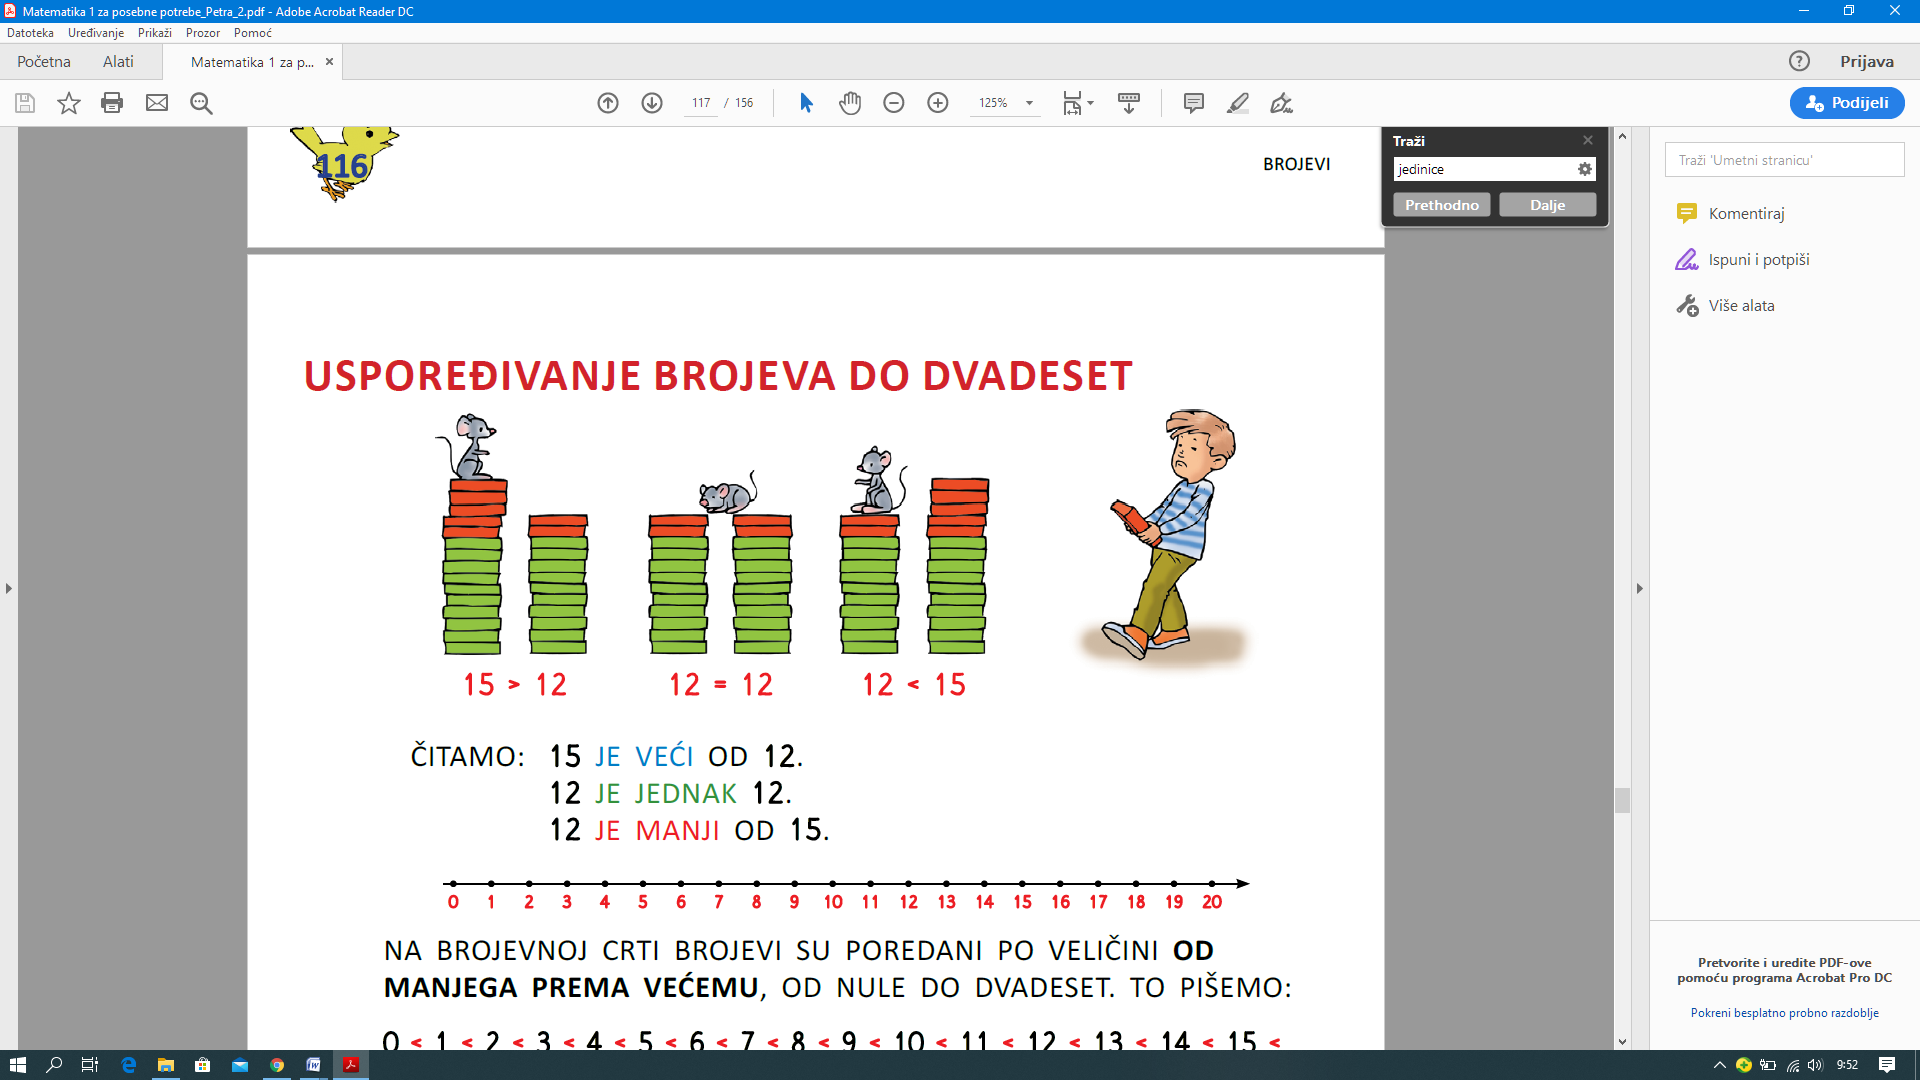 Matematika 1 za posebne potrebe_Petra_2.pdf - Adobe Acrobat Reader DC
Datoteka Uređivanje Prikaži Prozor Pomoć
Početna Alati Matematika 1 za p... Prijava
117 / 156 125% Podijeli
116
BROJEVI
Traži
jedinice
Prethodno Dalje
Traži 'Umetni stranicu'
Komentiraj
Ispuni i potpiši
Više alata
USPOREĐIVANJE BROJEVA DO DVADESET
15 > 12 12 = 12 12 < 15
ČITAMO: 15 JE VEĆI OD 12.
12 JE JEDNAK 12.
12 JE MANJI OD 15.
0 1 2 3 4 5 6 7 8 9 10 11 12 13 14 15 16 17 18 19 20
NA BROJEVNOJ CRTI BROJEVI SU POREDANI PO VELIČINI OD
MANJEGA PREMA VEĆEMU, OD NULE DO DVADESET. TO PIŠEMO:
0 < 1 < 2 < 3 < 4 < 5 < 6 < 7 < 8 < 9 < 10 < 11 < 12 < 13 < 14 < 15 <
Pretvorite i uredite PDF-ove
pomoću programa Acrobat Pro DC
Pokreni besplatno probno razdoblje
9:52